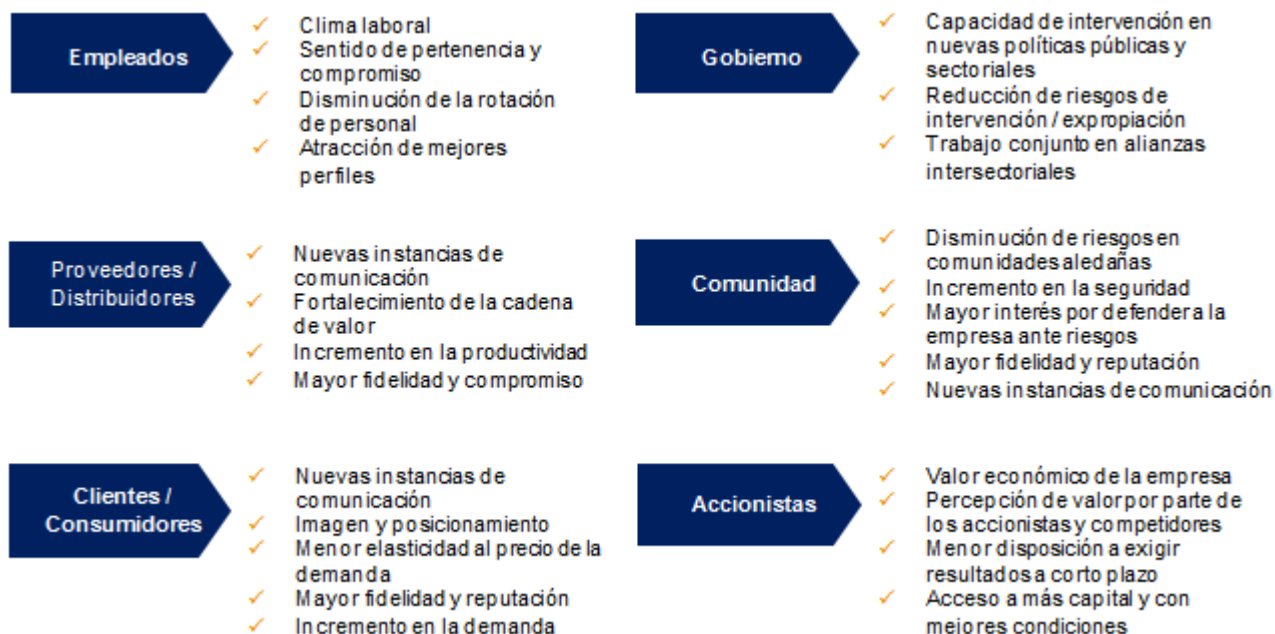 Empleados
Clima laboral
Sentido de pertenencia y
compromiso
Disminución de la rotación
de personal
Atracción de mejores
perfiles
Gobierno
Capacidad de intervención en
nuevas políticas públicas y
sectoriales
Reducción de riesgos de
intervención / expropiación
Trabajo conjunto en alianzas
intersectoriales
Proveedores /
Distribuidores
Nuevas instancias de
comunicación
Fortalecimiento de la cadena
de valor
Incremento en la productividad
Mayor fidelidad y compromiso
Comunidad
Disminución de riesgos en
comunidades aledañas
Incremento en la seguridad
Mayor interés por defender a la
empresa ante riesgos
Mayor fidelidad y reputación
Nuevas instancias de comunicación
Clientes /
Consumidores
Nuevas instancias de
comunicación
Imagen y posicionamiento
Menor elasticidad al precio de la
demanda
Mayor fidelidad y reputación
Incremento en la demanda
Accionistas
Valor económico de la empresa
Percepción de valor por parte de
los accionistas y competidores
Menor disposición a exigir
resultados a corto plazo
Acceso a más capital y con
mejores condiciones